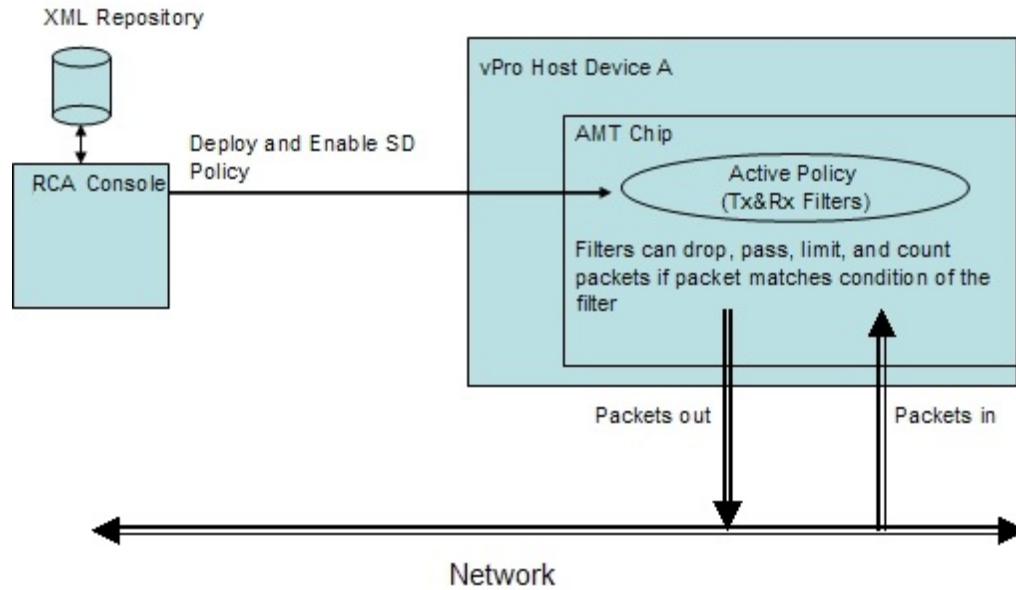 XML Repository
vPro Host Device A
AMT Chip
Deploy and Enable SD
Policy
RCA Console
Active Policy
(Tx&Rx Filters)
Filters can drop, pass, limit, and count
packets if packet matches condition of the
filter
Packets out
Packets in
Network